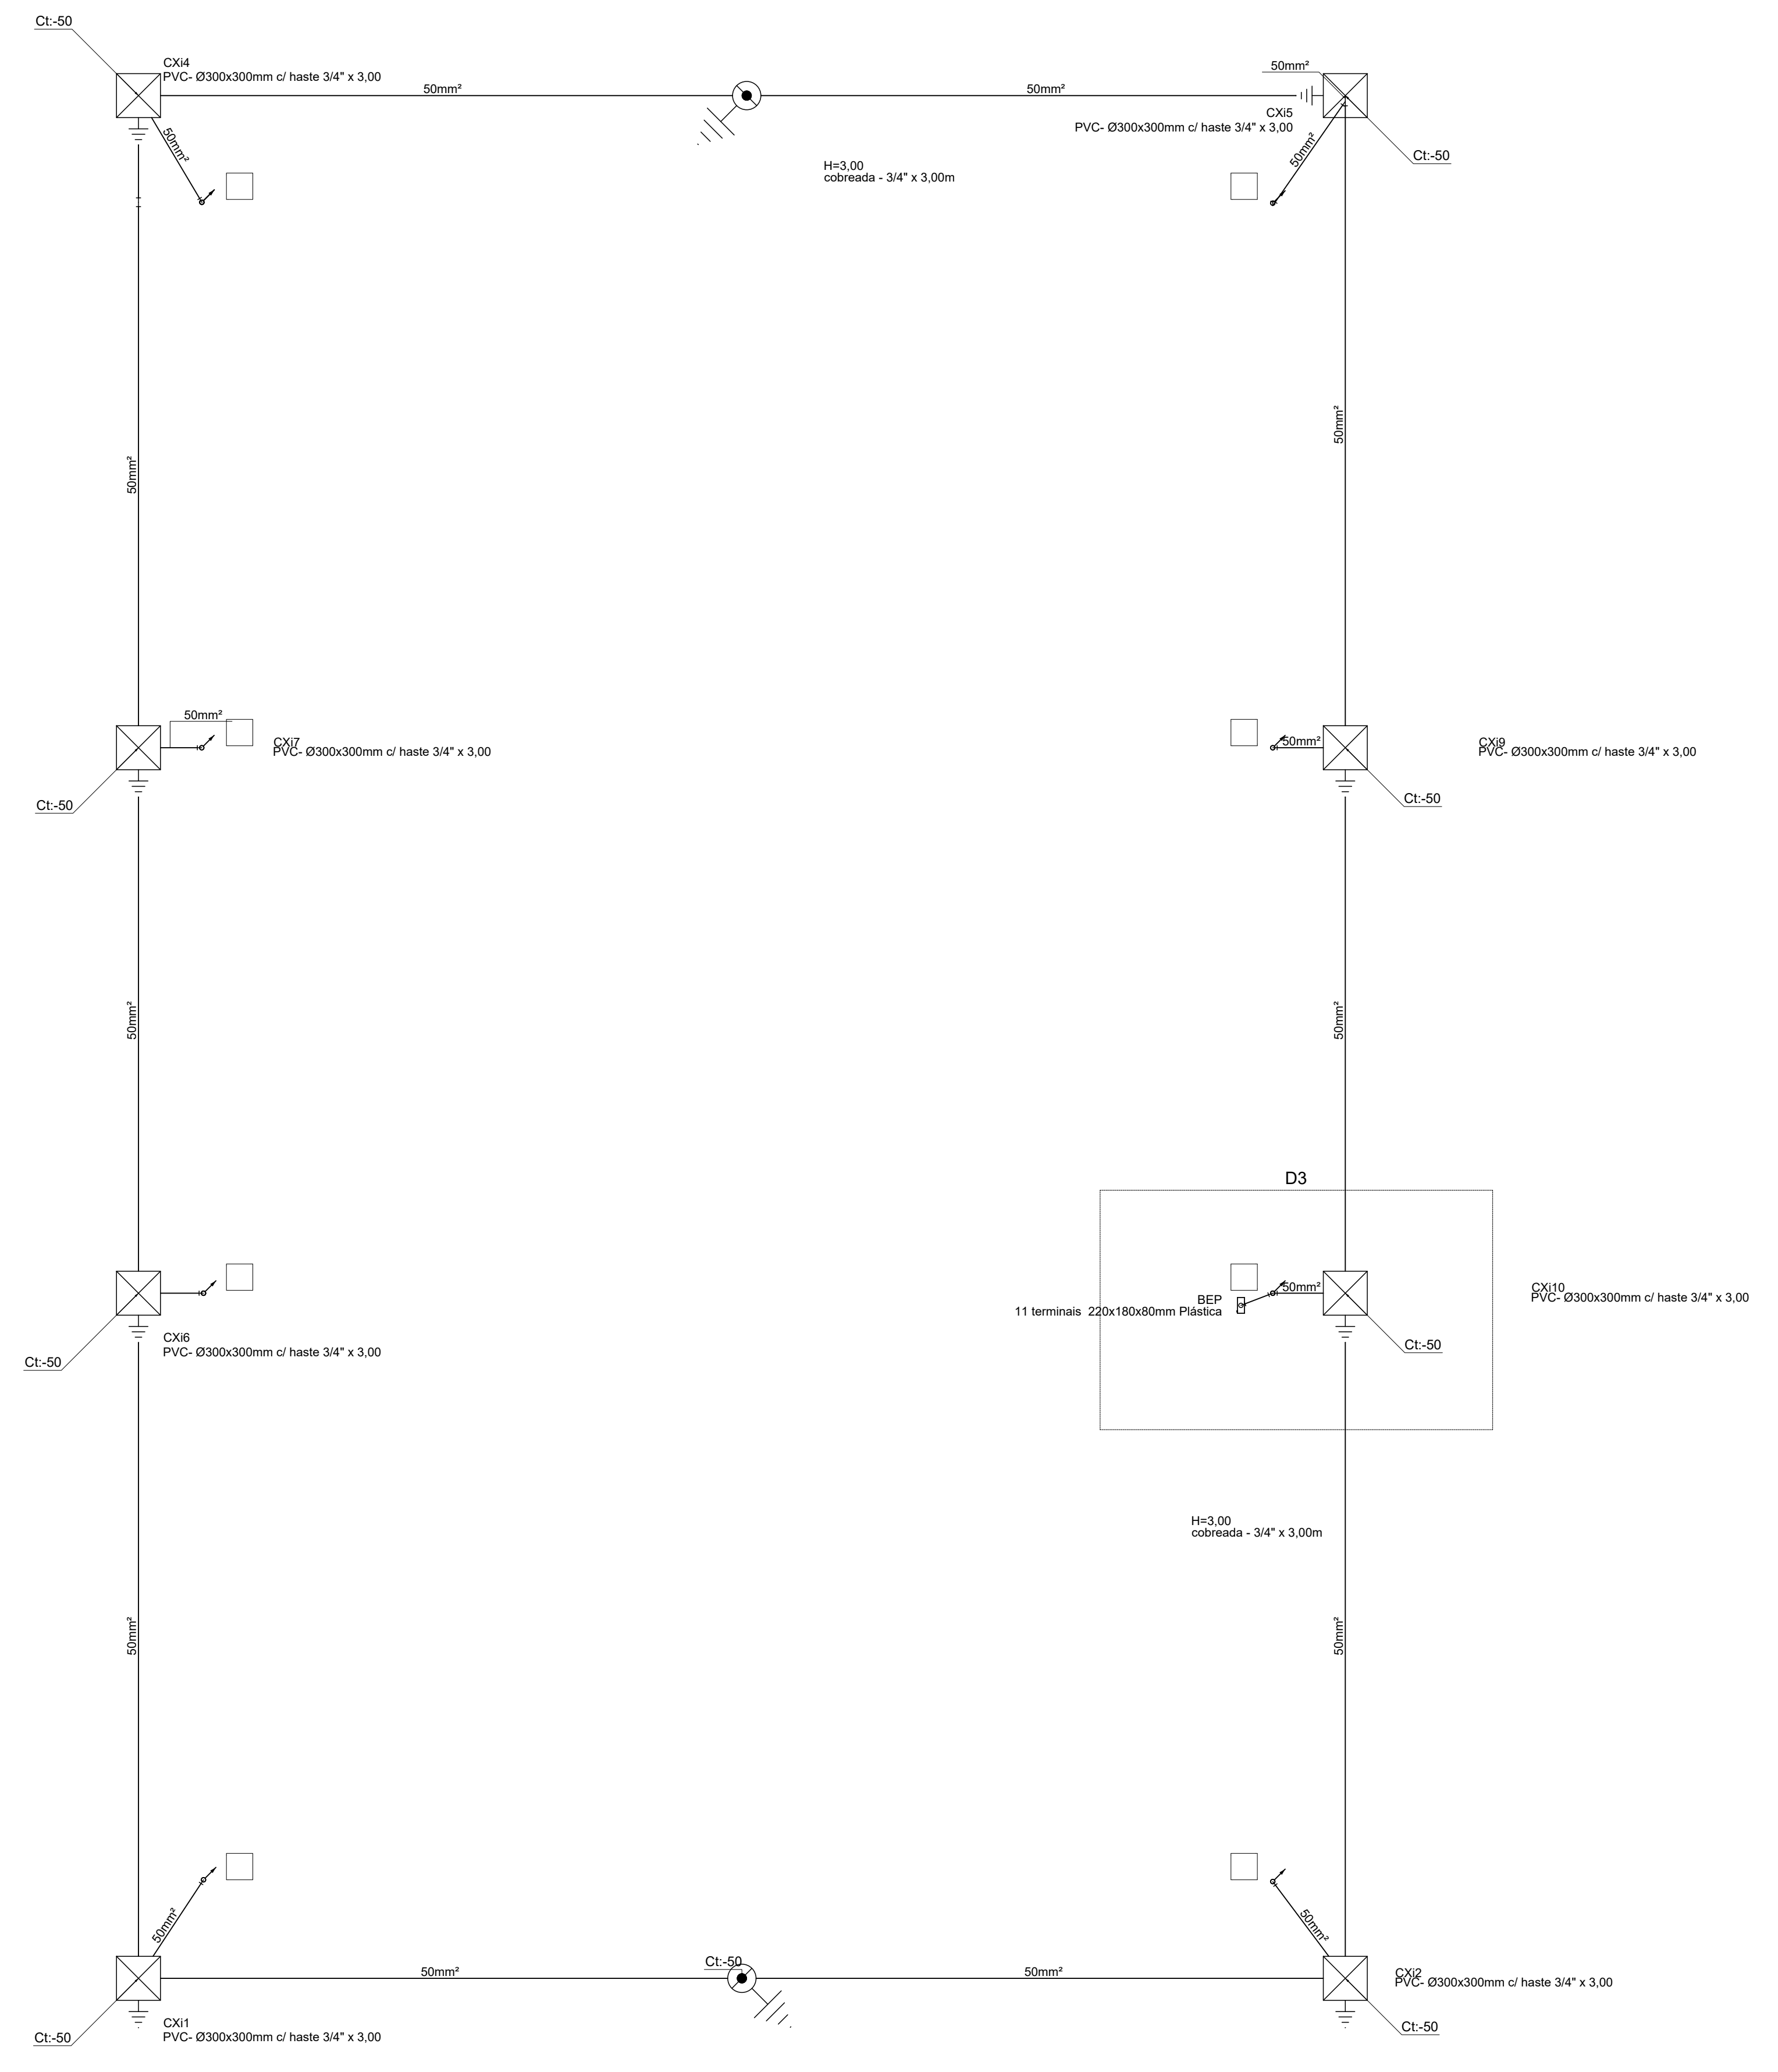 Ct:-50
CXi4
PVC- Ø300x300mm c/ haste 3/4" x 3,00
50mm²
50mm²
50mm²
CXi5
PVC- Ø300x300mm c/ haste 3/4" x 3,00
50mm²
50mm²
Ct:-50
H=3,00
cobreada - 3/4" x 3,00m
50mm²
50mm²
50mm²
CXi7
PVC- Ø300x300mm c/ haste 3/4" x 3,00
50mm²
CXi9
PVC- Ø300x300mm c/ haste 3/4" x 3,00
Ct:-50
Ct:-50
50mm²
50mm²
D3
50mm²
BEP
11 terminais  220x180x80mm Plástica
CXi10
PVC- Ø300x300mm c/ haste 3/4" x 3,00
CXi6
PVC- Ø300x300mm c/ haste 3/4" x 3,00
Ct:-50
Ct:-50
H=3,00
cobreada - 3/4" x 3,00m
50mm²
50mm²
50mm²
50mm²
Ct:-50
50mm²
50mm²
CXi2
PVC- Ø300x300mm c/ haste 3/4" x 3,00
CXi1
PVC- Ø300x300mm c/ haste 3/4" x 3,00
Ct:-50
Ct:-50